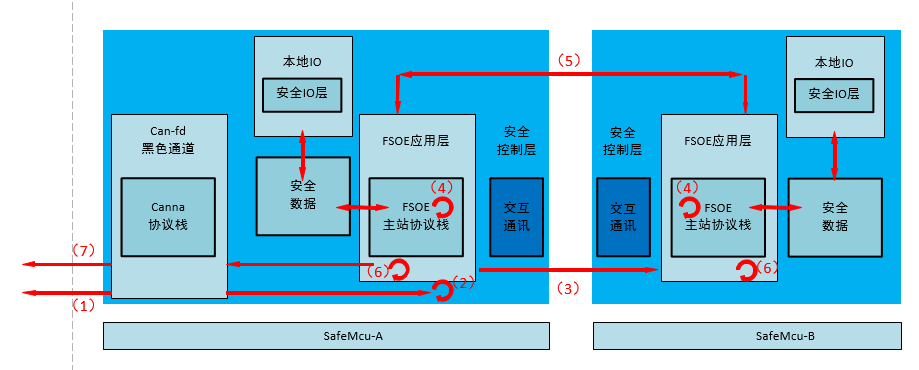 (5)
本地IO
安全IO层
Can-fd
黑色通道
Canna
协议栈
安全
数据
FSOE应用层
(4)
FSOE
主站协议栈
安全
控制层
交互
通讯
安全
控制层
交互
通讯
FSOE应用层
(4)
FSOE
主站协议栈
本地IO
安全IO层
安全
数据
(7)
(6)
(2)
(1)
(3)
(6)
SafeMcu-A
SafeMcu-B